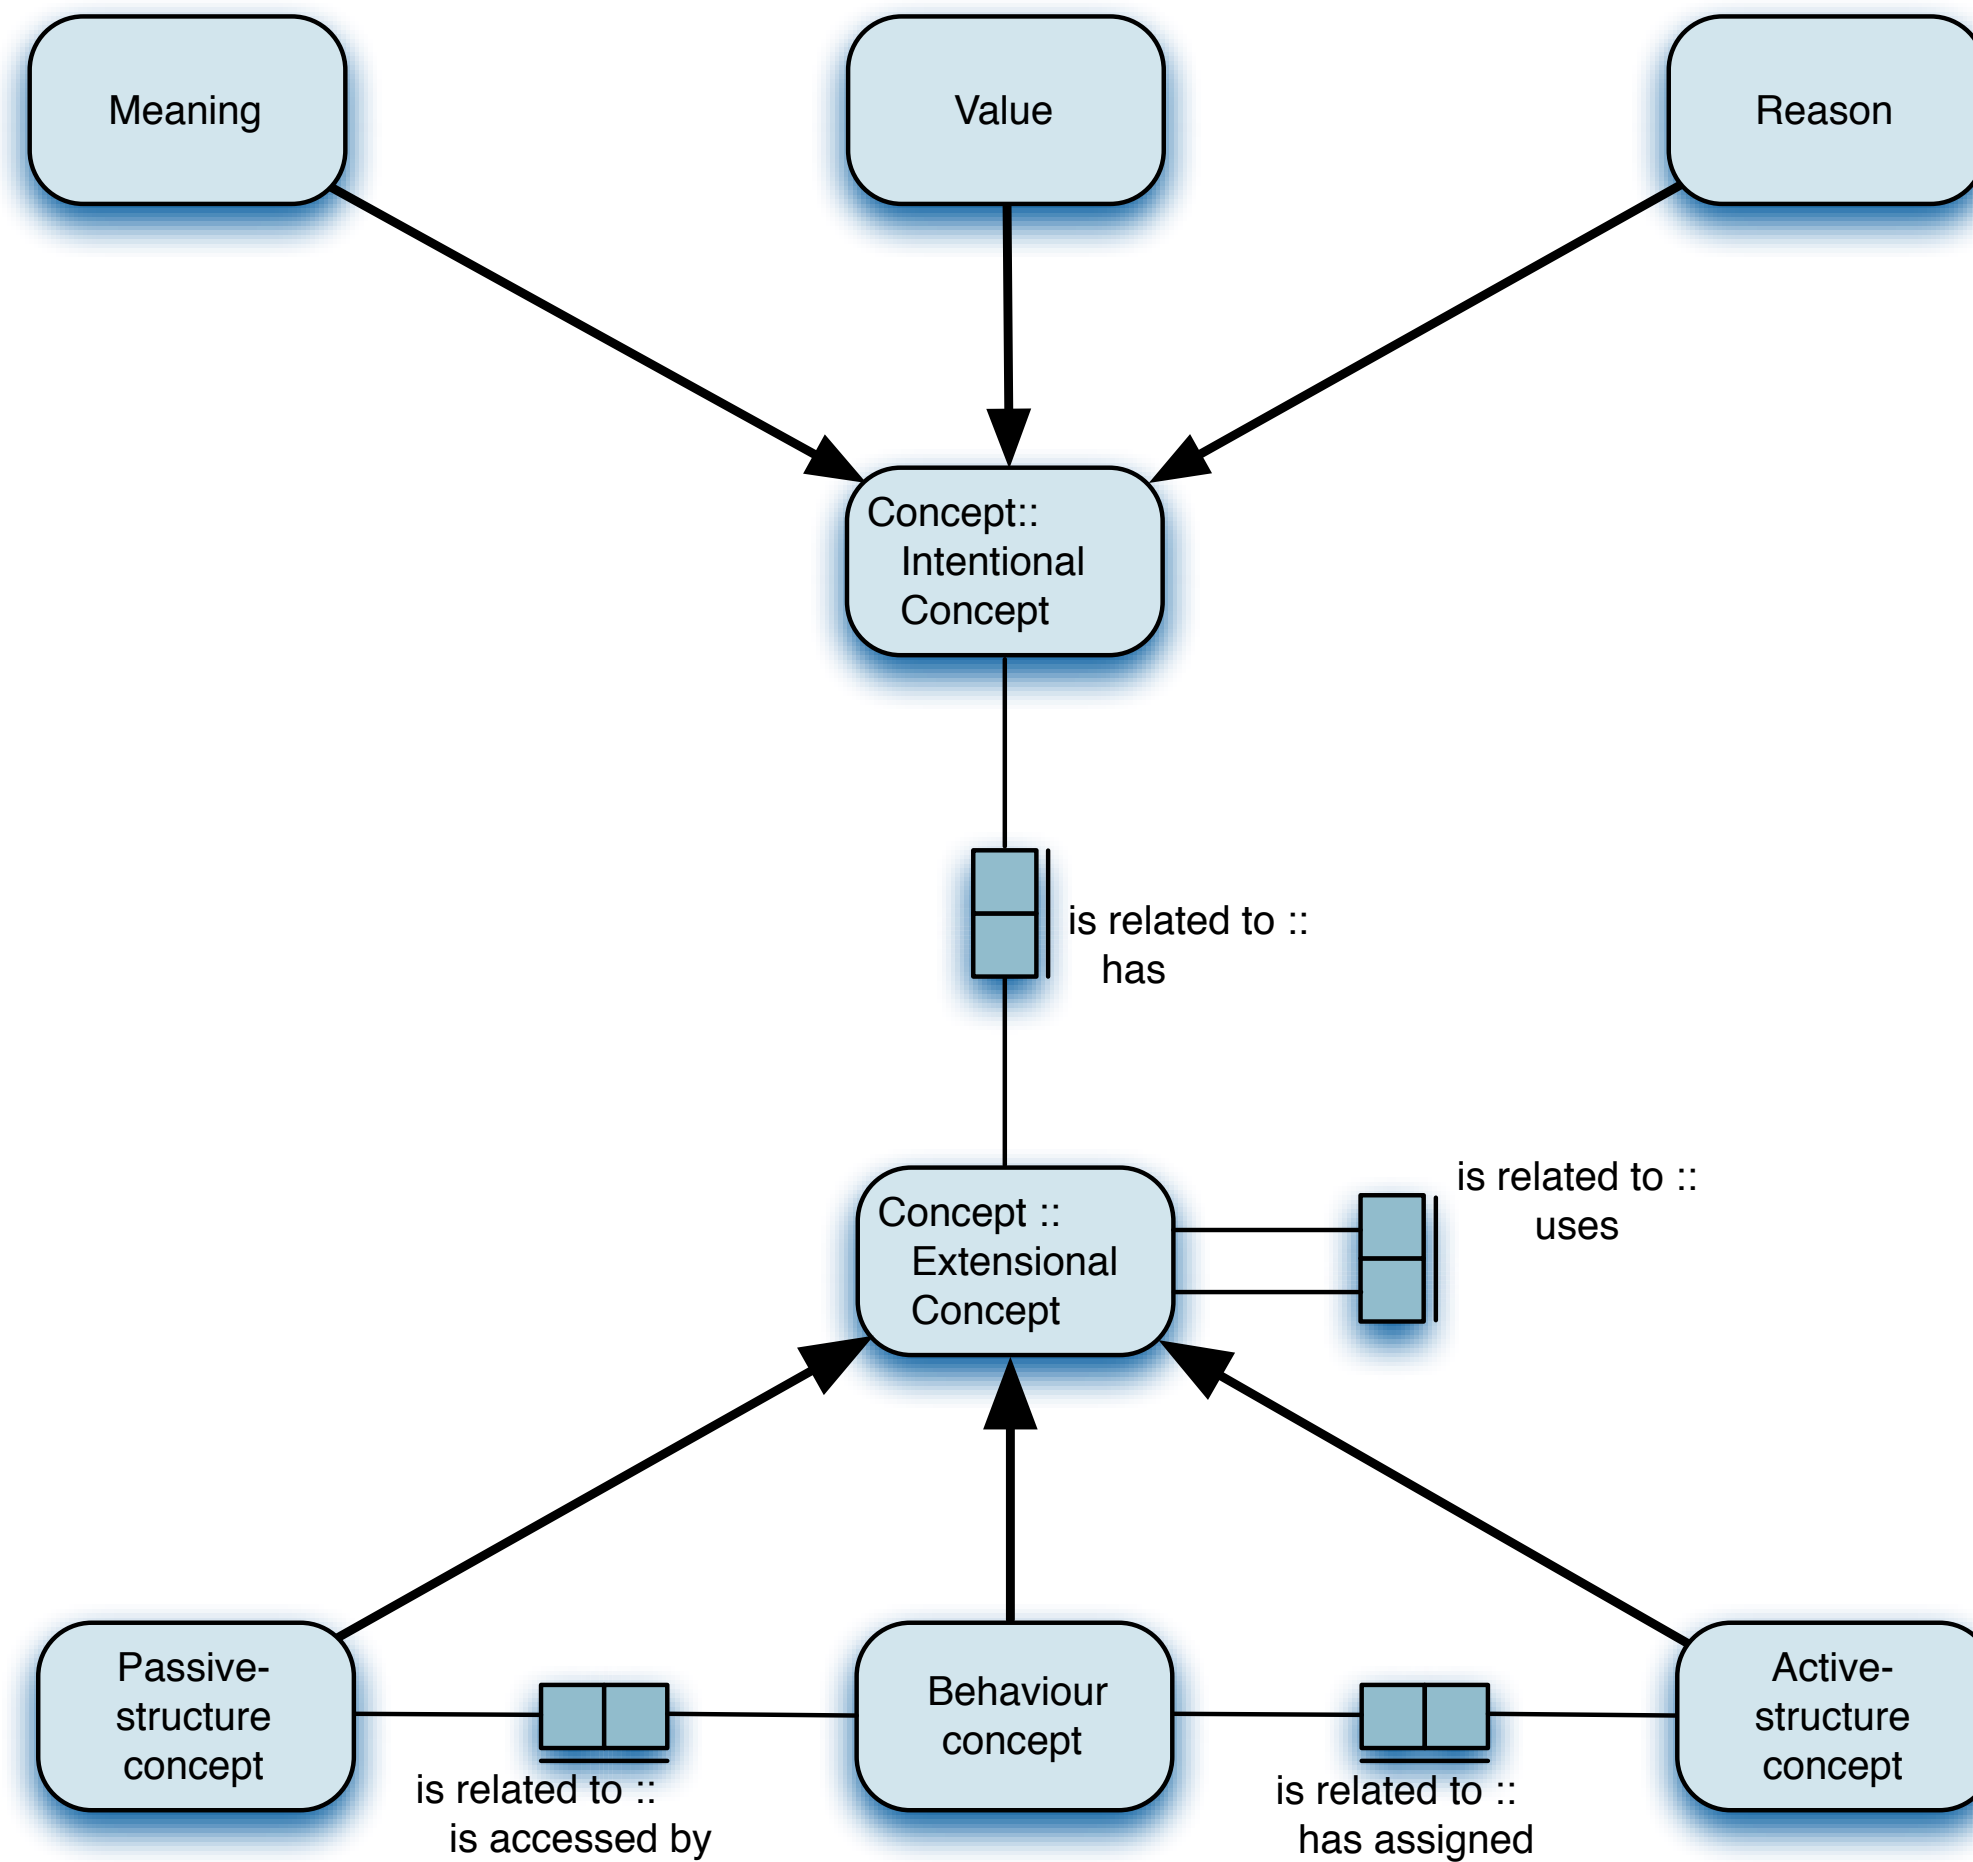 Meaning
Value
Reason
Concept::
Intentional
Concept
is related to ::
has
is related to ::
uses
Concept ::
Extensional
Concept
Passive-
structure
concept
Behaviour
concept
Active-
structure
concept
is related to ::
is accessed by
is related to ::
has assigned